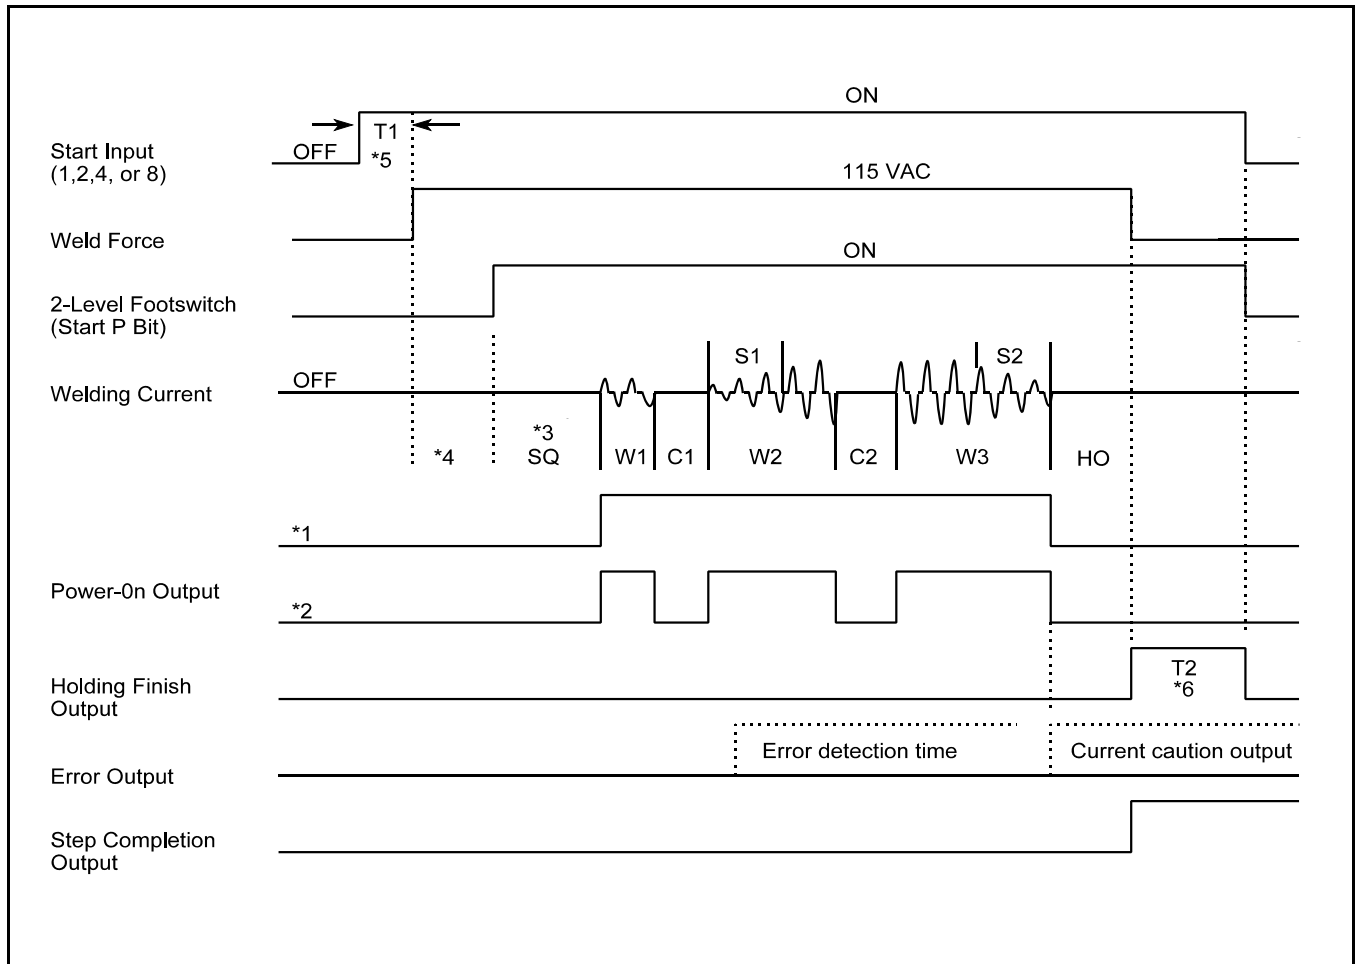 ON
T1
Start Input
(1,2,4, or 8)
OFF
*5
115 VAC
Weld Force
ON
2-Level Footswitch
(Start P Bit)
S1
S2
Welding Current
OFF
*4
*3
SQ
W1
C1
W2
C2
W3
HO
*1
Power-0n Output
*2
Holding Finish
Output
T2
*6
Error detection time
Current caution output
Error Output
Step Completion
Output